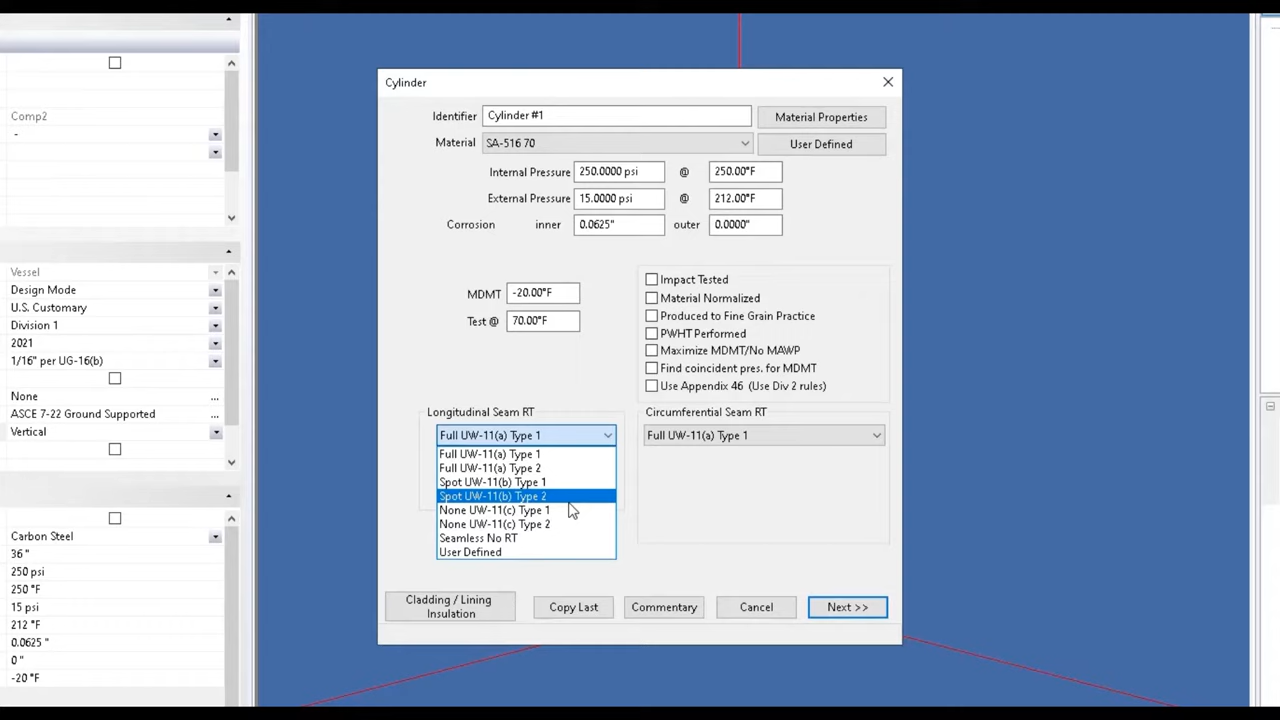 Comp2
-
Vessel
Design Mode
U.S. Customary
Division 1
2021
1/16" per UG-16(b)
None
...
ASCE 7-22 Ground Supported
...
Vertical
Carbon Steel
36 "
250 psi
250 °F
15 psi
212 °F
0.0625 "
0 "
-20 °F
Cylinder
Identifier Cylinder #1 Material Properties
Material SA-516 70 User Defined
Internal Pressure 250.0000 psi @ 250.00°F
External Pressure 15.0000 psi @ 212.00°F
Corrosion inner 0.0625" outer 0.0000"
MDMT -20.00°F
Test @ 70.00°F
Impact Tested
Material Normalized
Produced to Fine Grain Practice
PWHT Performed
Maximize MDMT/No MAWP
Find coincident pres. for MDMT
Use Appendix 46 (Use Div 2 rules)
Longitudinal Seam RT
Full UW-11(a) Type 1
Full UW-11(a) Type 1
Full UW-11(a) Type 2
Spot UW-11(b) Type 1
Spot UW-11(b) Type 2
None UW-11(c) Type 1
None UW-11(c) Type 2
Seamless No RT
User Defined
Circumferential Seam RT
Full UW-11(a) Type 1
Cladding / Lining
Insulation
Copy Last
Commentary
Cancel
Next >>